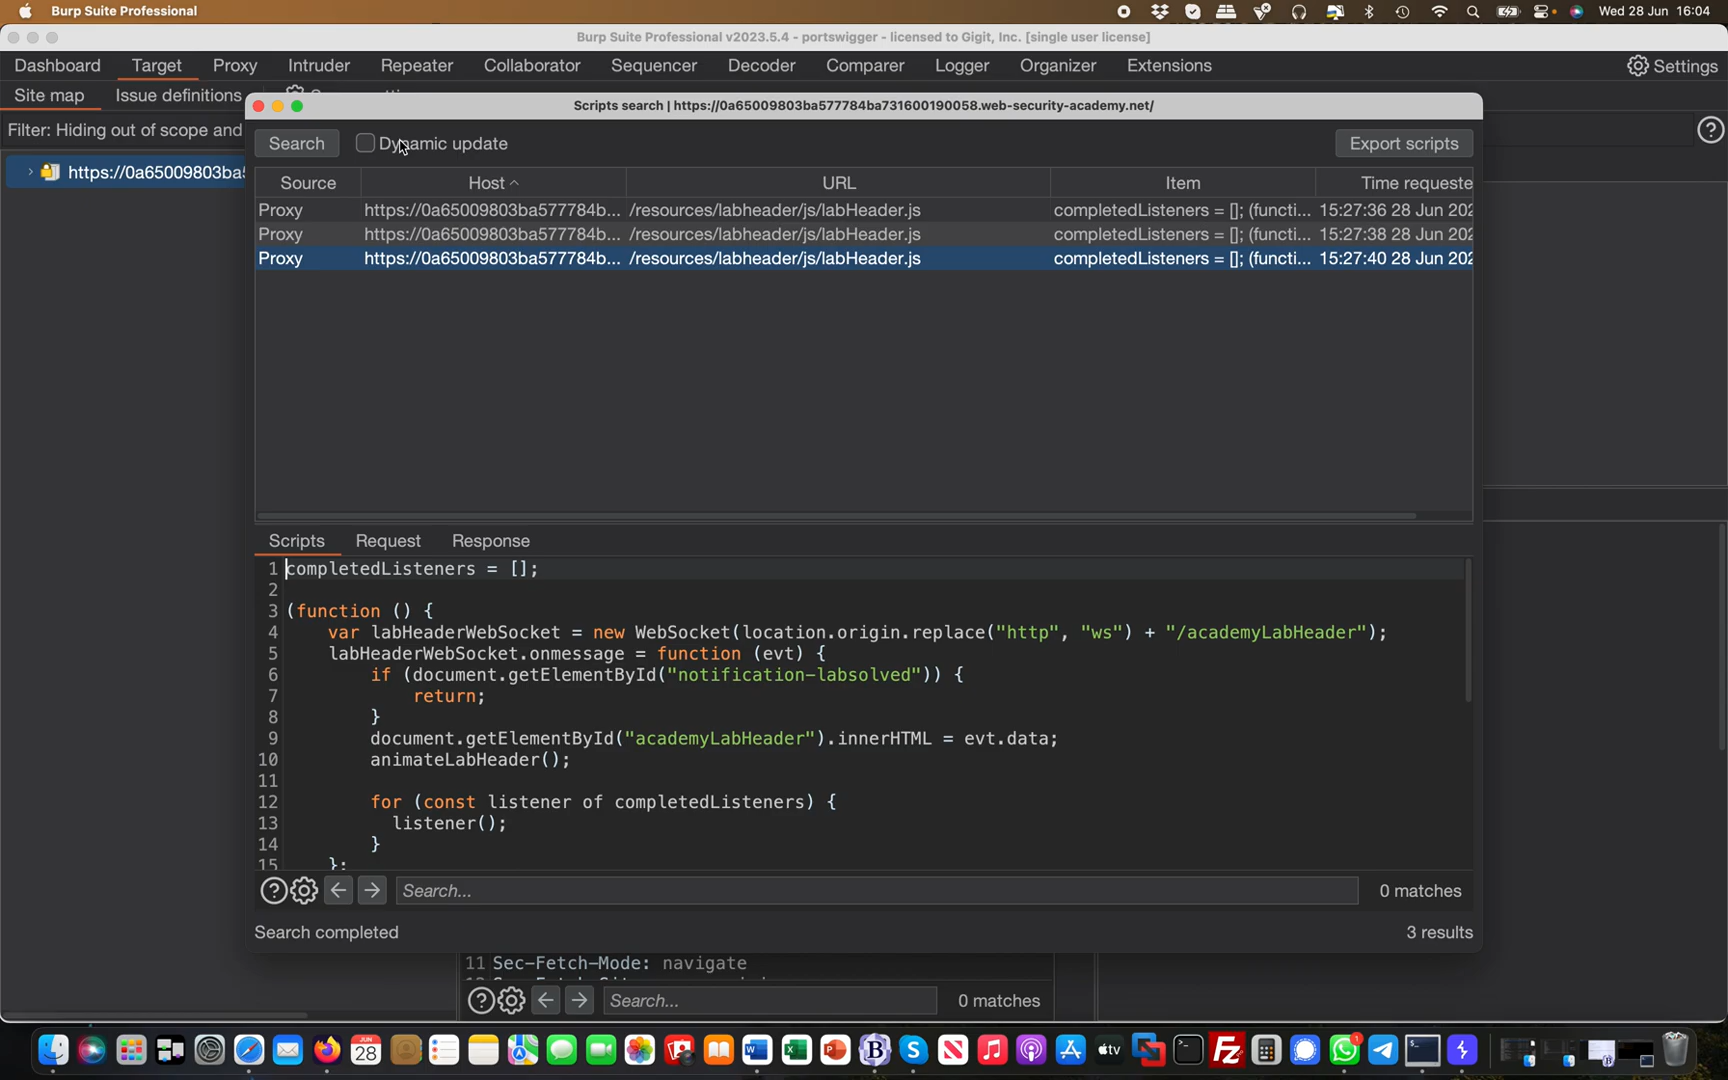 Burp Suite Professional
Wed 28 Jun 16:04
Burp Suite Professional v2023.5.4 - portswigger - licensed to Gigit, Inc. [single user license]
Dashboard Target Proxy Intruder Repeater Collaborator Sequencer Decoder Comparer Logger Organizer Extensions Settings
Site map Issue definitions
Scripts search | https://0a65009803ba577784ba731600190058.web-security-academy.net/
Filter: Hiding out of scope and
Search Dynamic update Export scripts
https://0a65009803ba5
Source Host URL Item Time requeste
Proxy https://0a65009803ba577784b... /resources/labheader/js/labHeader.js completedListeners = []; (functi... 15:27:36 28 Jun 202
Proxy https://0a65009803ba577784b... /resources/labheader/js/labHeader.js completedListeners = []; (functi... 15:27:38 28 Jun 202
Proxy https://0a65009803ba577784b... /resources/labheader/js/labHeader.js completedListeners = []; (functi... 15:27:40 28 Jun 202
Scripts Request Response
1 completedListeners = [];
2
3 (function () {
4 var labHeaderWebSocket = new WebSocket(location.origin.replace("http", "ws") + "/academyLabHeader");
5 labHeaderWebSocket.onmessage = function (evt) {
6 if (document.getElementById("notification-labsolved")) {
7 return;
8 }
9 document.getElementById("academyLabHeader").innerHTML = evt.data;
10 animateLabHeader();
11
12 for (const listener of completedListeners) {
13 listener();
14 }
15 };
Search... 0 matches
Search completed 3 results
11 Sec-Fetch-Mode: navigate
Search... 0 matches
JUN
28
tv
1